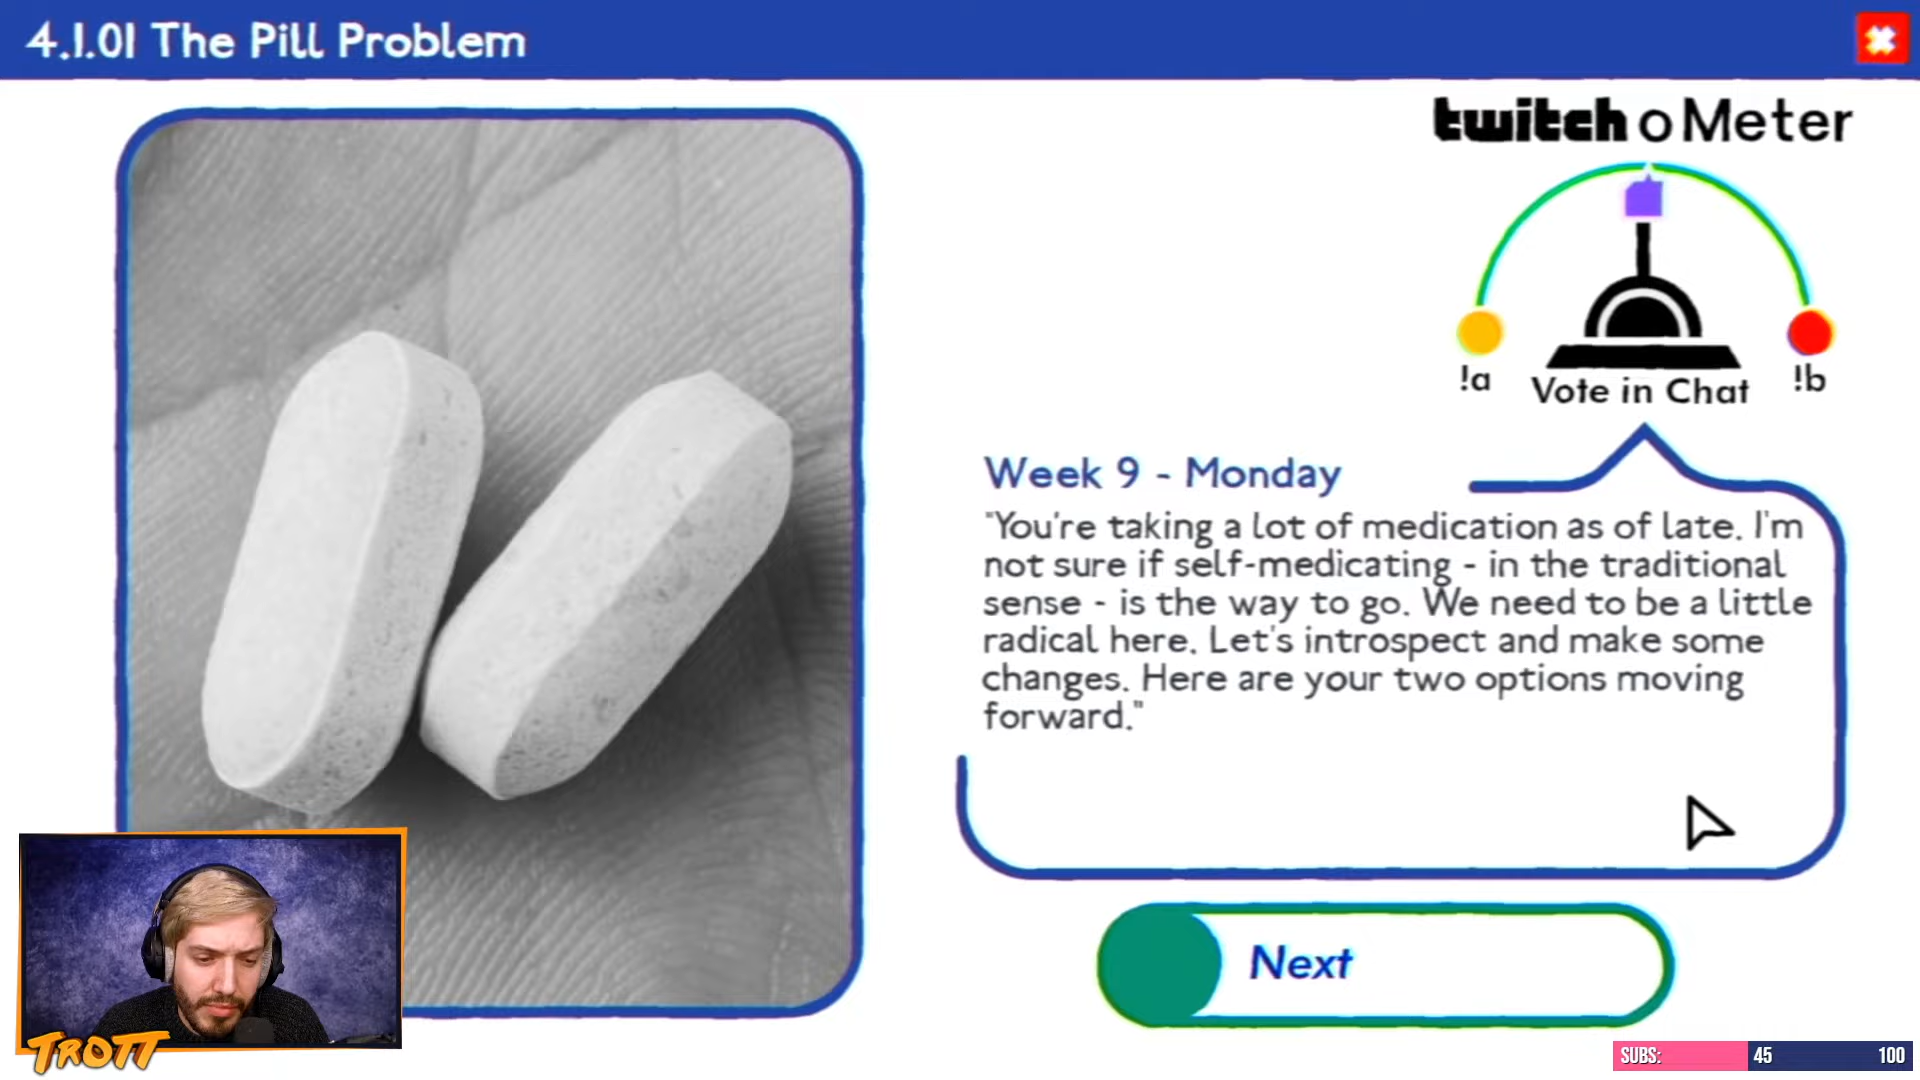 4.1.01 The Pill Problem
twitch o Meter
!a
Vote in Chat
!b
Week 9 - Monday
"You're taking a lot of medication as of late. I'm
not sure if self-medicating - in the traditional
sense - is the way to go. We need to be a little
radical here. Let's introspect and make some
changes. Here are your two options moving
forward."
Next
TROTT
SUBS: 45 100